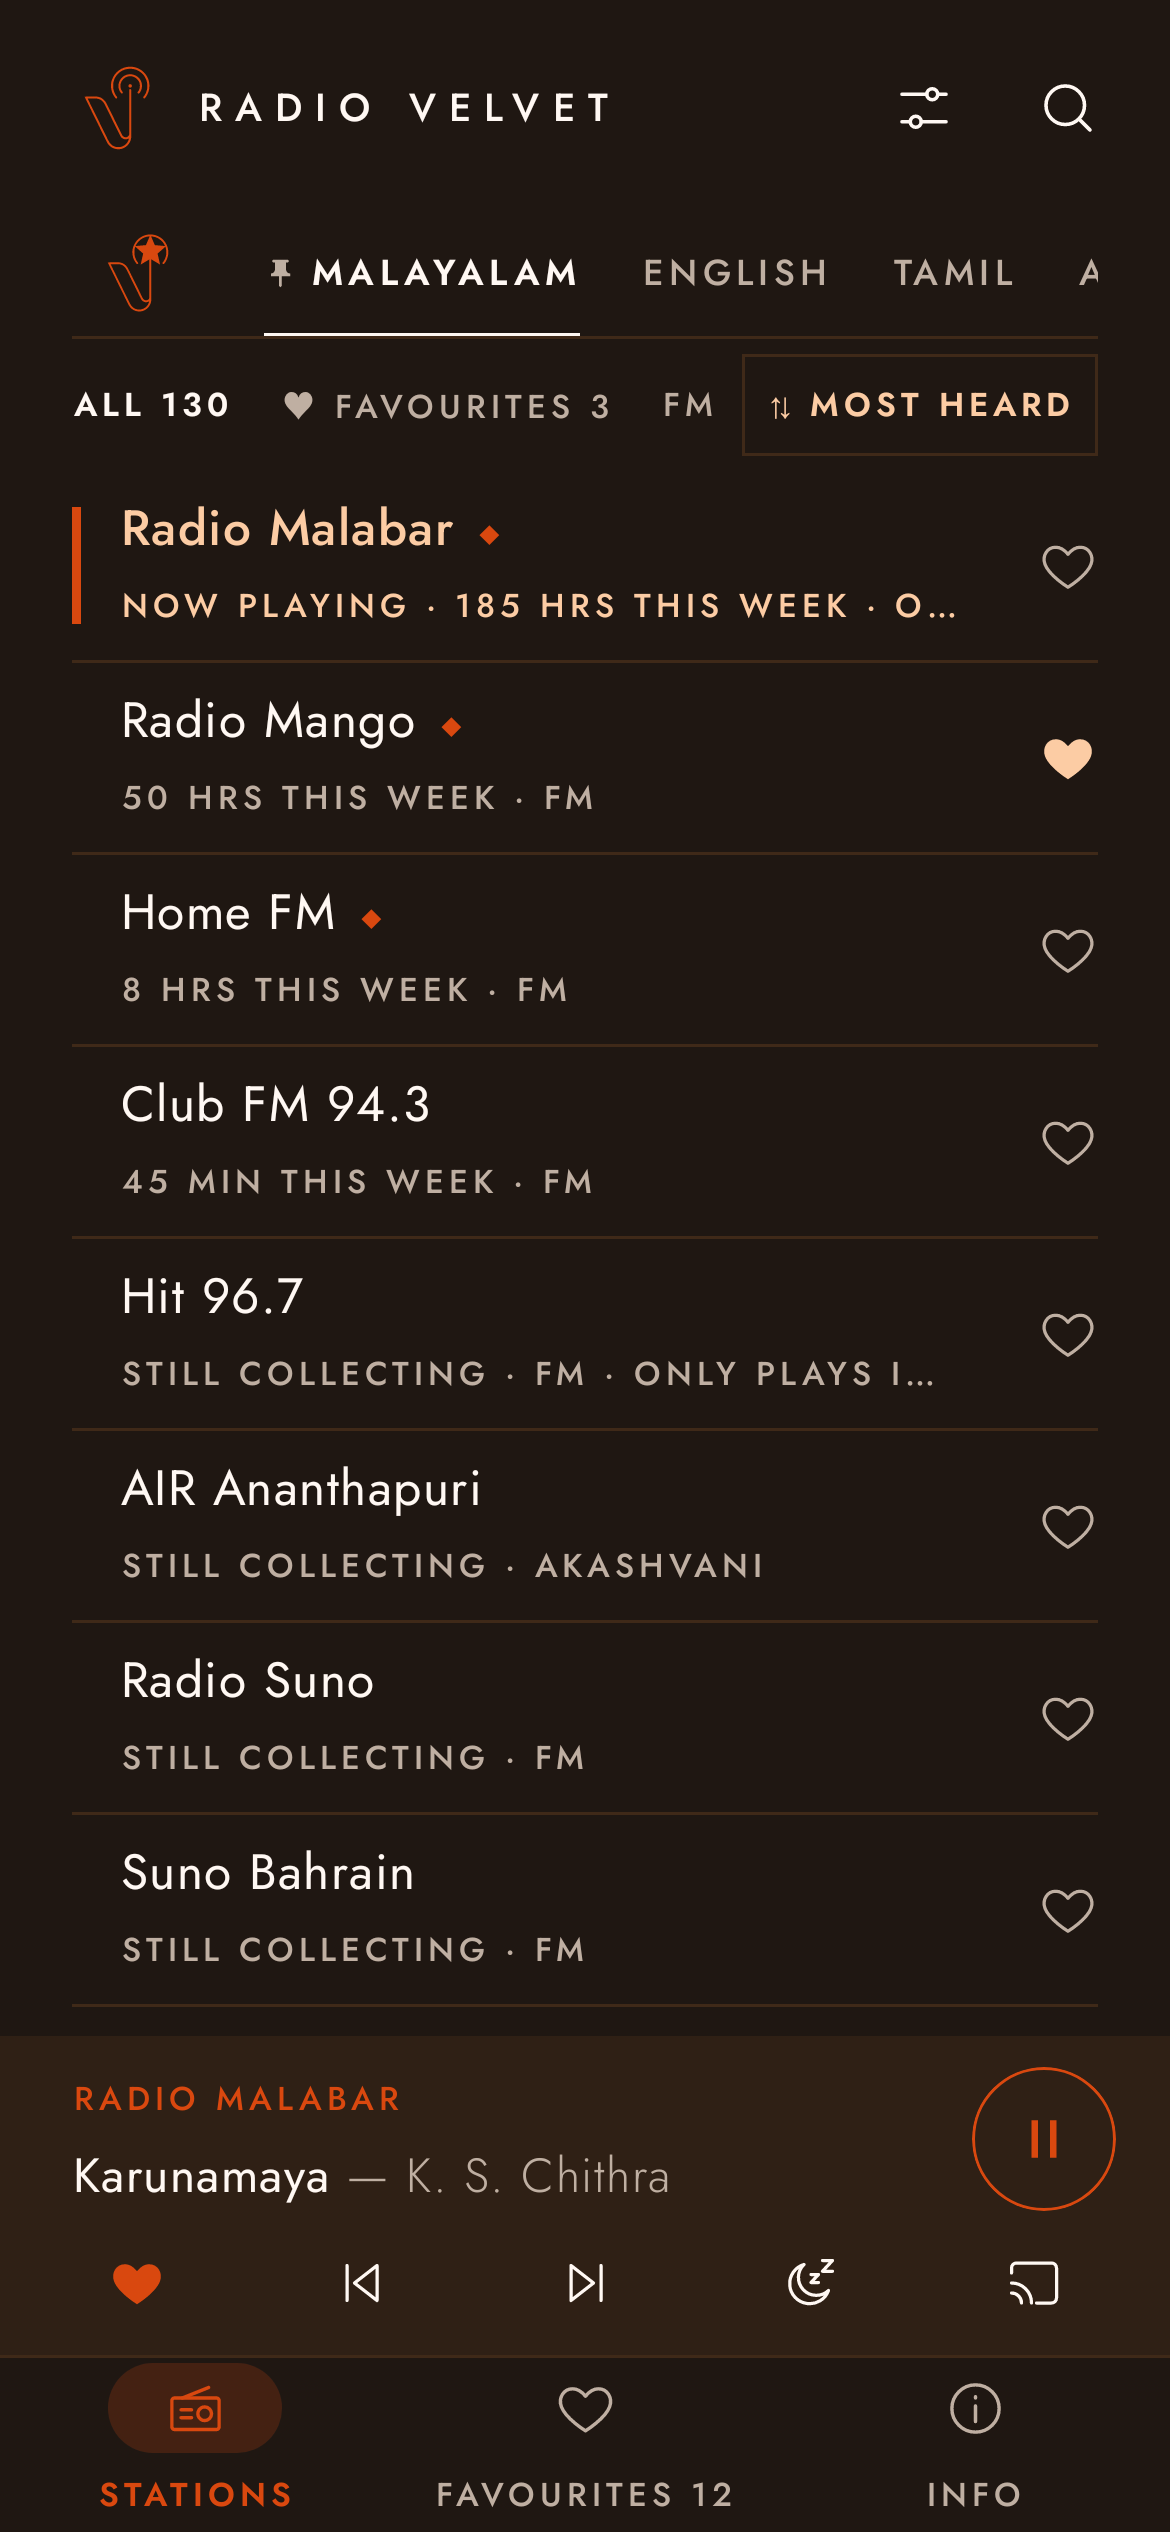 RADIO VELVET
MALAYALAM ENGLISH TAMIL A
ALL 130 ♥ FAVOURITES 3 FM ↑↓ MOST HEARD
Radio Malabar ◆
NOW PLAYING · 185 HRS THIS WEEK · O...
Radio Mango ◆
50 HRS THIS WEEK · FM
Home FM ◆
8 HRS THIS WEEK · FM
Club FM 94.3
45 MIN THIS WEEK · FM
Hit 96.7
STILL COLLECTING · FM · ONLY PLAYS I...
AIR Ananthapuri
STILL COLLECTING · AKASHVANI
Radio Suno
STILL COLLECTING · FM
Suno Bahrain
STILL COLLECTING · FM
RADIO MALABAR
Karunamaya — K. S. Chithra
STATIONS FAVOURITES 12 INFO